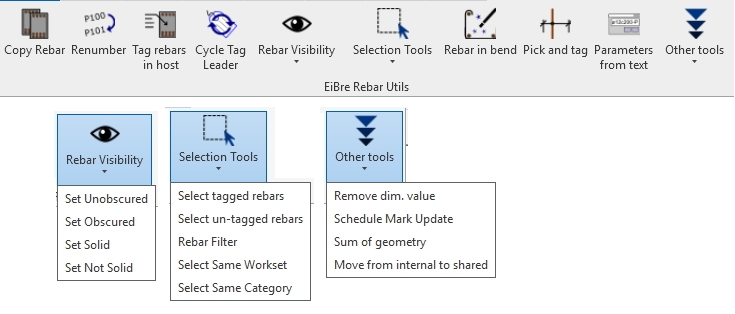 P100
P101
a12c200-P
Copy Rebar
Renumber
Tag rebars
in host
Cycle Tag
Leader
Rebar Visibility
Selection Tools
Rebar in bend
Pick and tag
Parameters
from text
Other tools
EiBre Rebar Utils
Rebar Visibility
Set Unobscured
Set Obscured
Set Solid
Set Not Solid
Selection Tools
Select tagged rebars
Select un-tagged rebars
Rebar Filter
Select Same Workset
Select Same Category
Other tools
Remove dim. value
Schedule Mark Update
Sum of geometry
Move from internal to shared